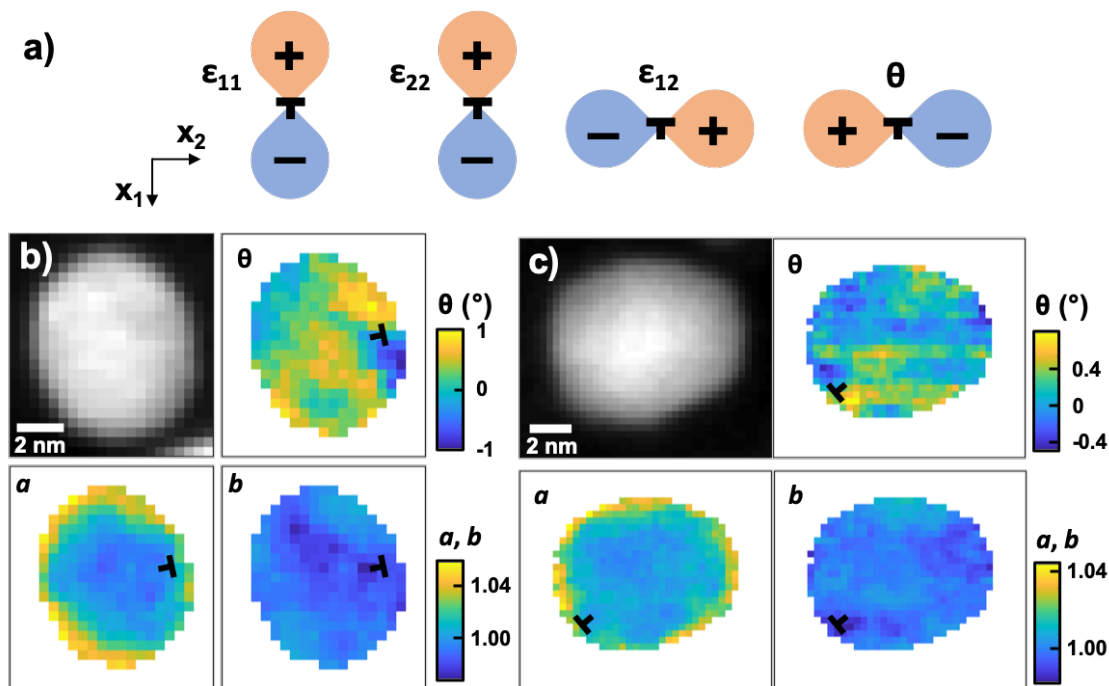 a)
ε11
+
−
ε22
+
−
ε12
− +
θ
+ −
x2
x1
b)
2 nm
θ
θ (°)
1
0
-1
c)
2 nm
θ
θ (°)
0.4
0
-0.4
a
b
a, b
1.04
1.00
a
b
a, b
1.04
1.00